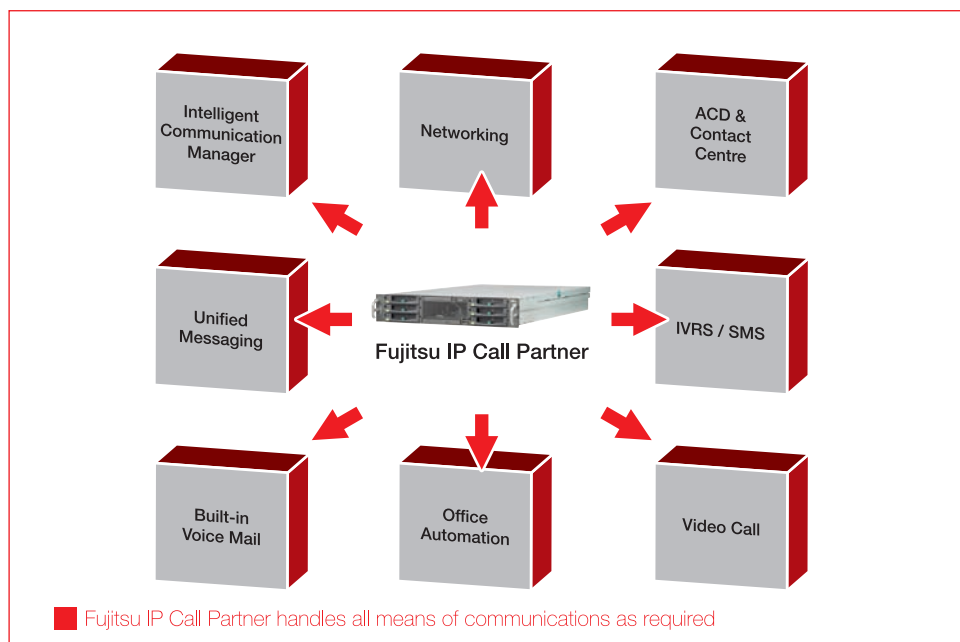 Intelligent
Communication
Manager
Networking
ACD &
Contact
Centre
Unified
Messaging
Fujitsu IP Call Partner
IVRS / SMS
Built-in
Voice Mail
Office
Automation
Video Call
Fujitsu IP Call Partner handles all means of communications as required